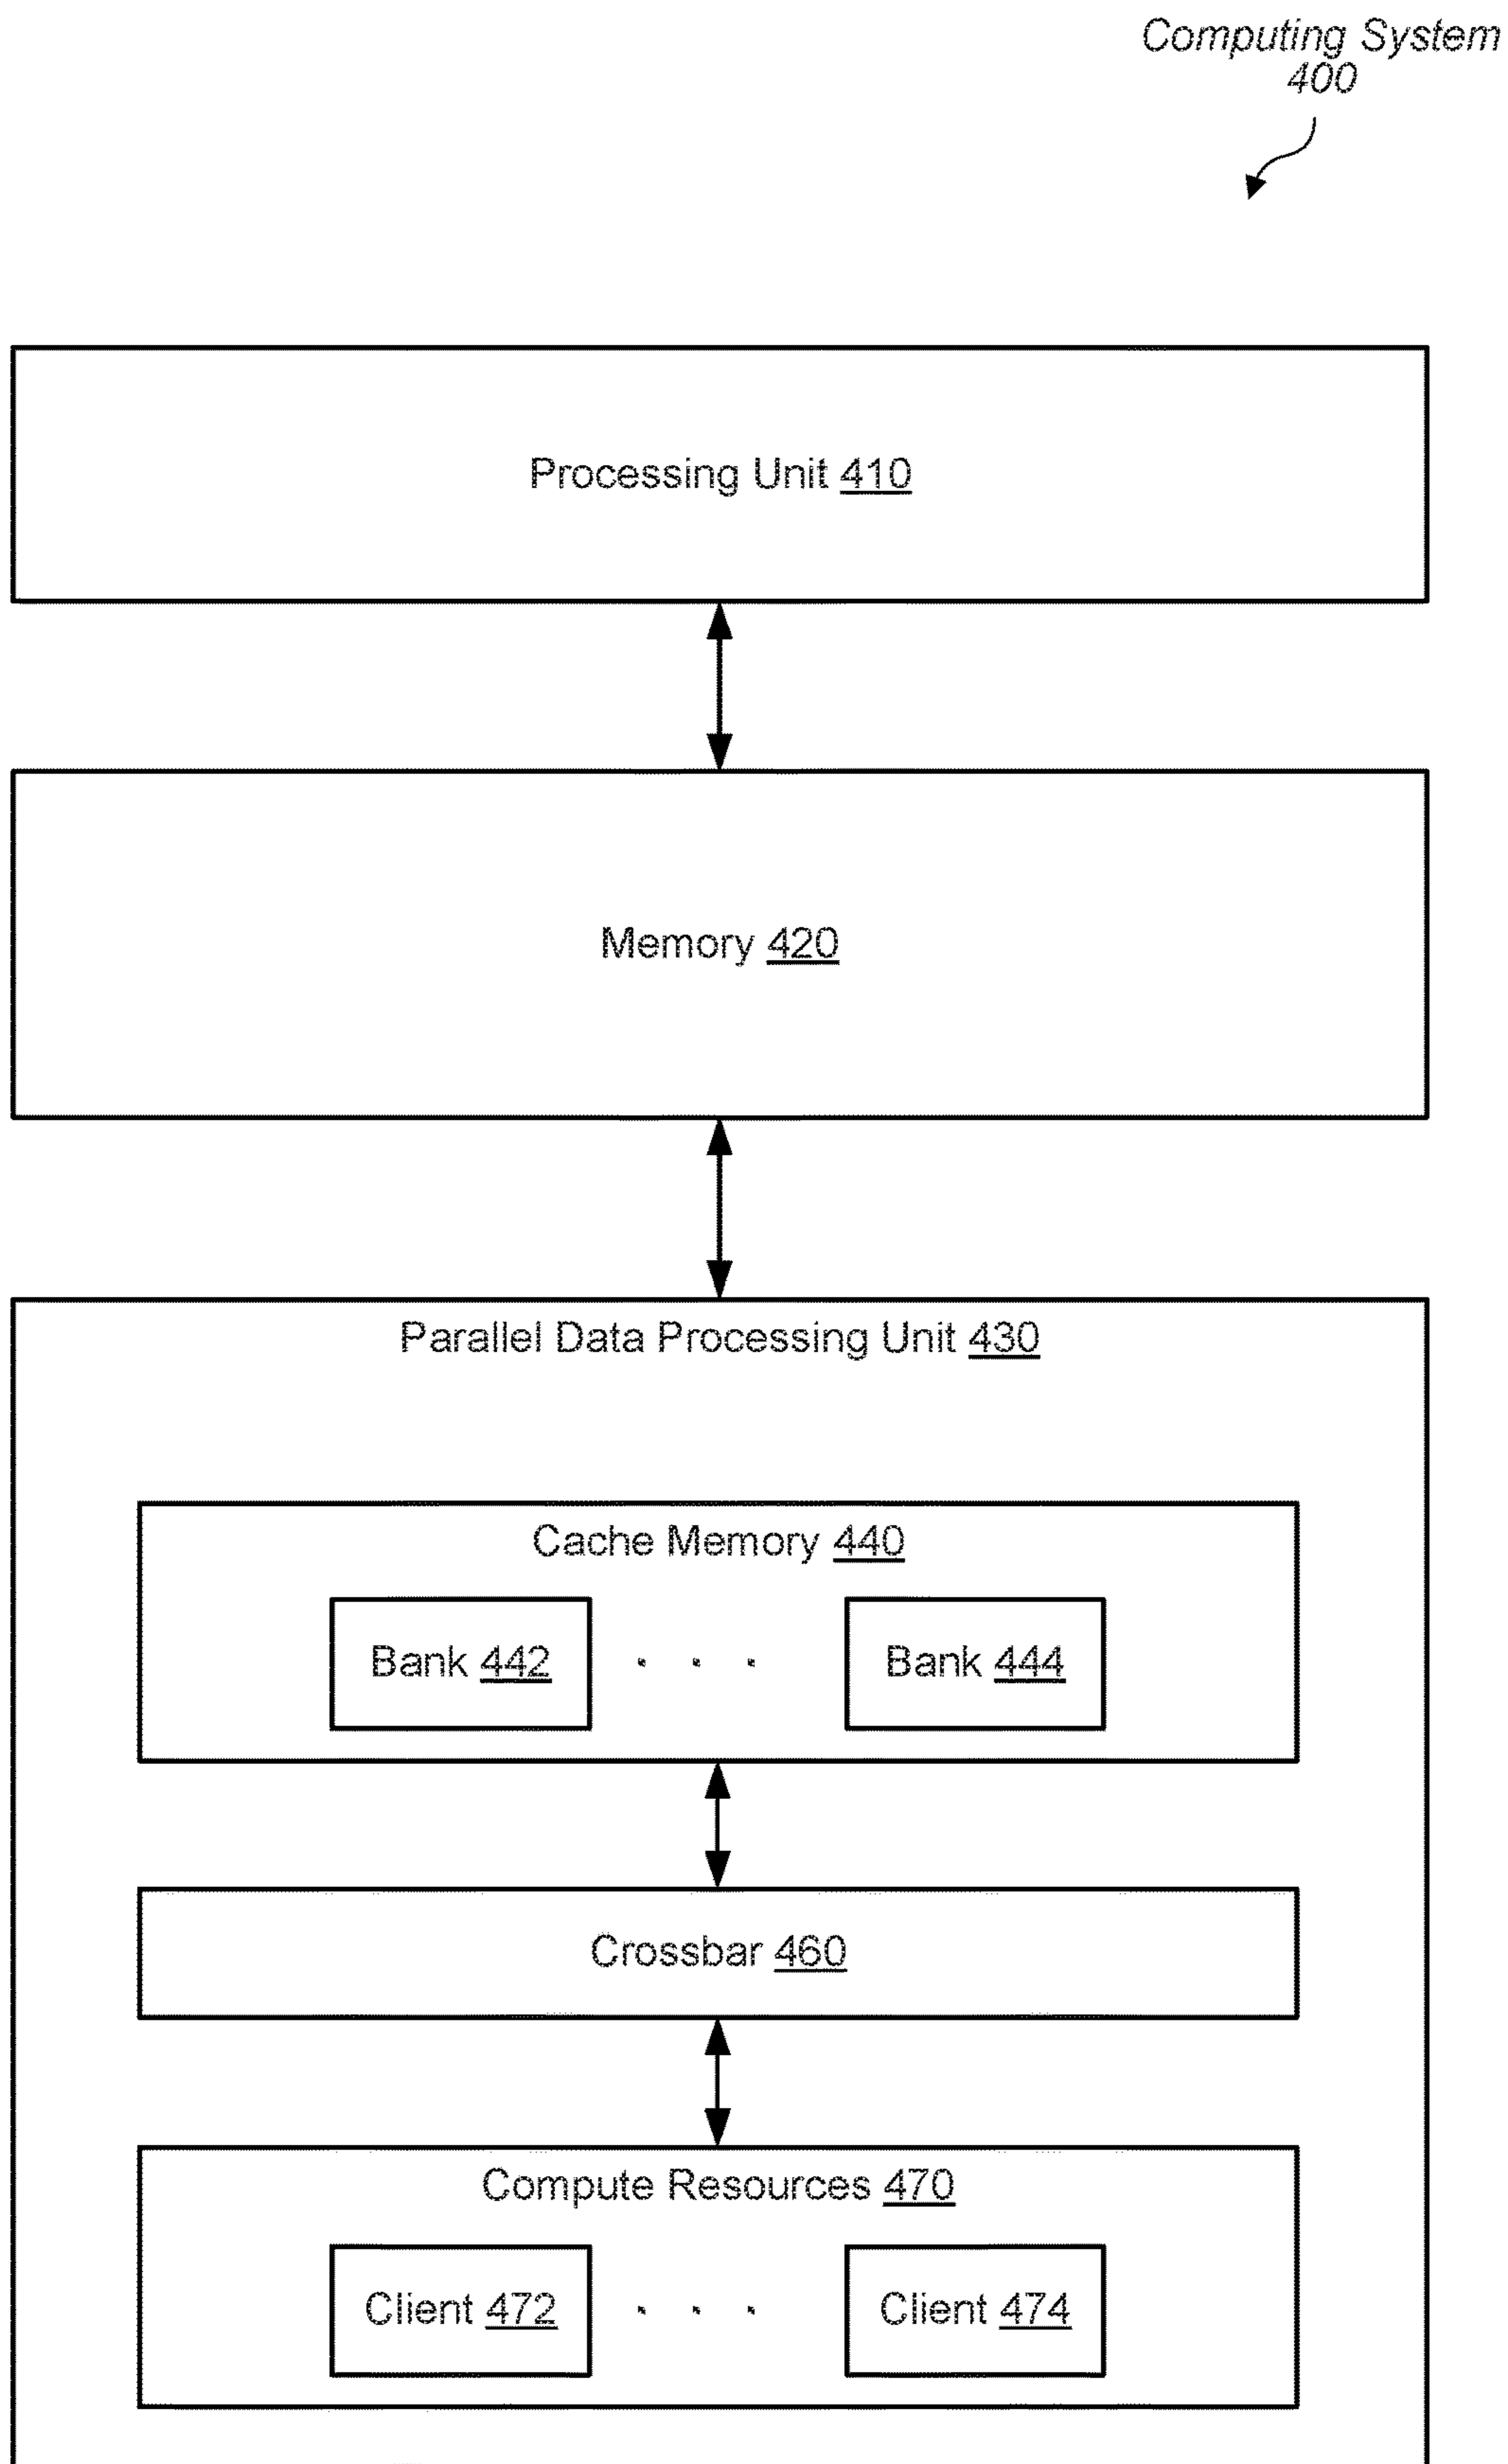 Computing System
400
Processing Unit 410
Memory 420
Parallel Data Processing Unit 430
Cache Memory 440
Bank 442 . . . Bank 444
Crossbar 460
Compute Resources 470
Client 472 . . . Client 474